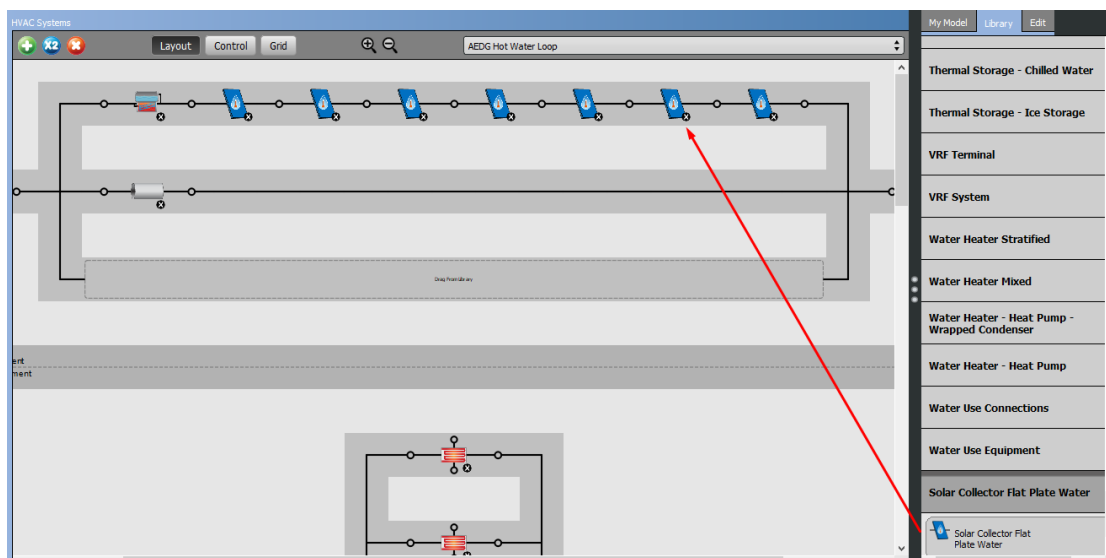 HVAC Systems
Layout
Control
Grid
AEDG Hot Water Loop
Drag From Library
ent
ment
My Model
Library
Edit
Thermal Storage - Chilled Water
Thermal Storage - Ice Storage
VRF Terminal
VRF System
Water Heater Stratified
Water Heater Mixed
Water Heater - Heat Pump -
Wrapped Condenser
Water Heater - Heat Pump
Water Use Connections
Water Use Equipment
Solar Collector Flat Plate Water
Solar Collector Flat
Plate Water